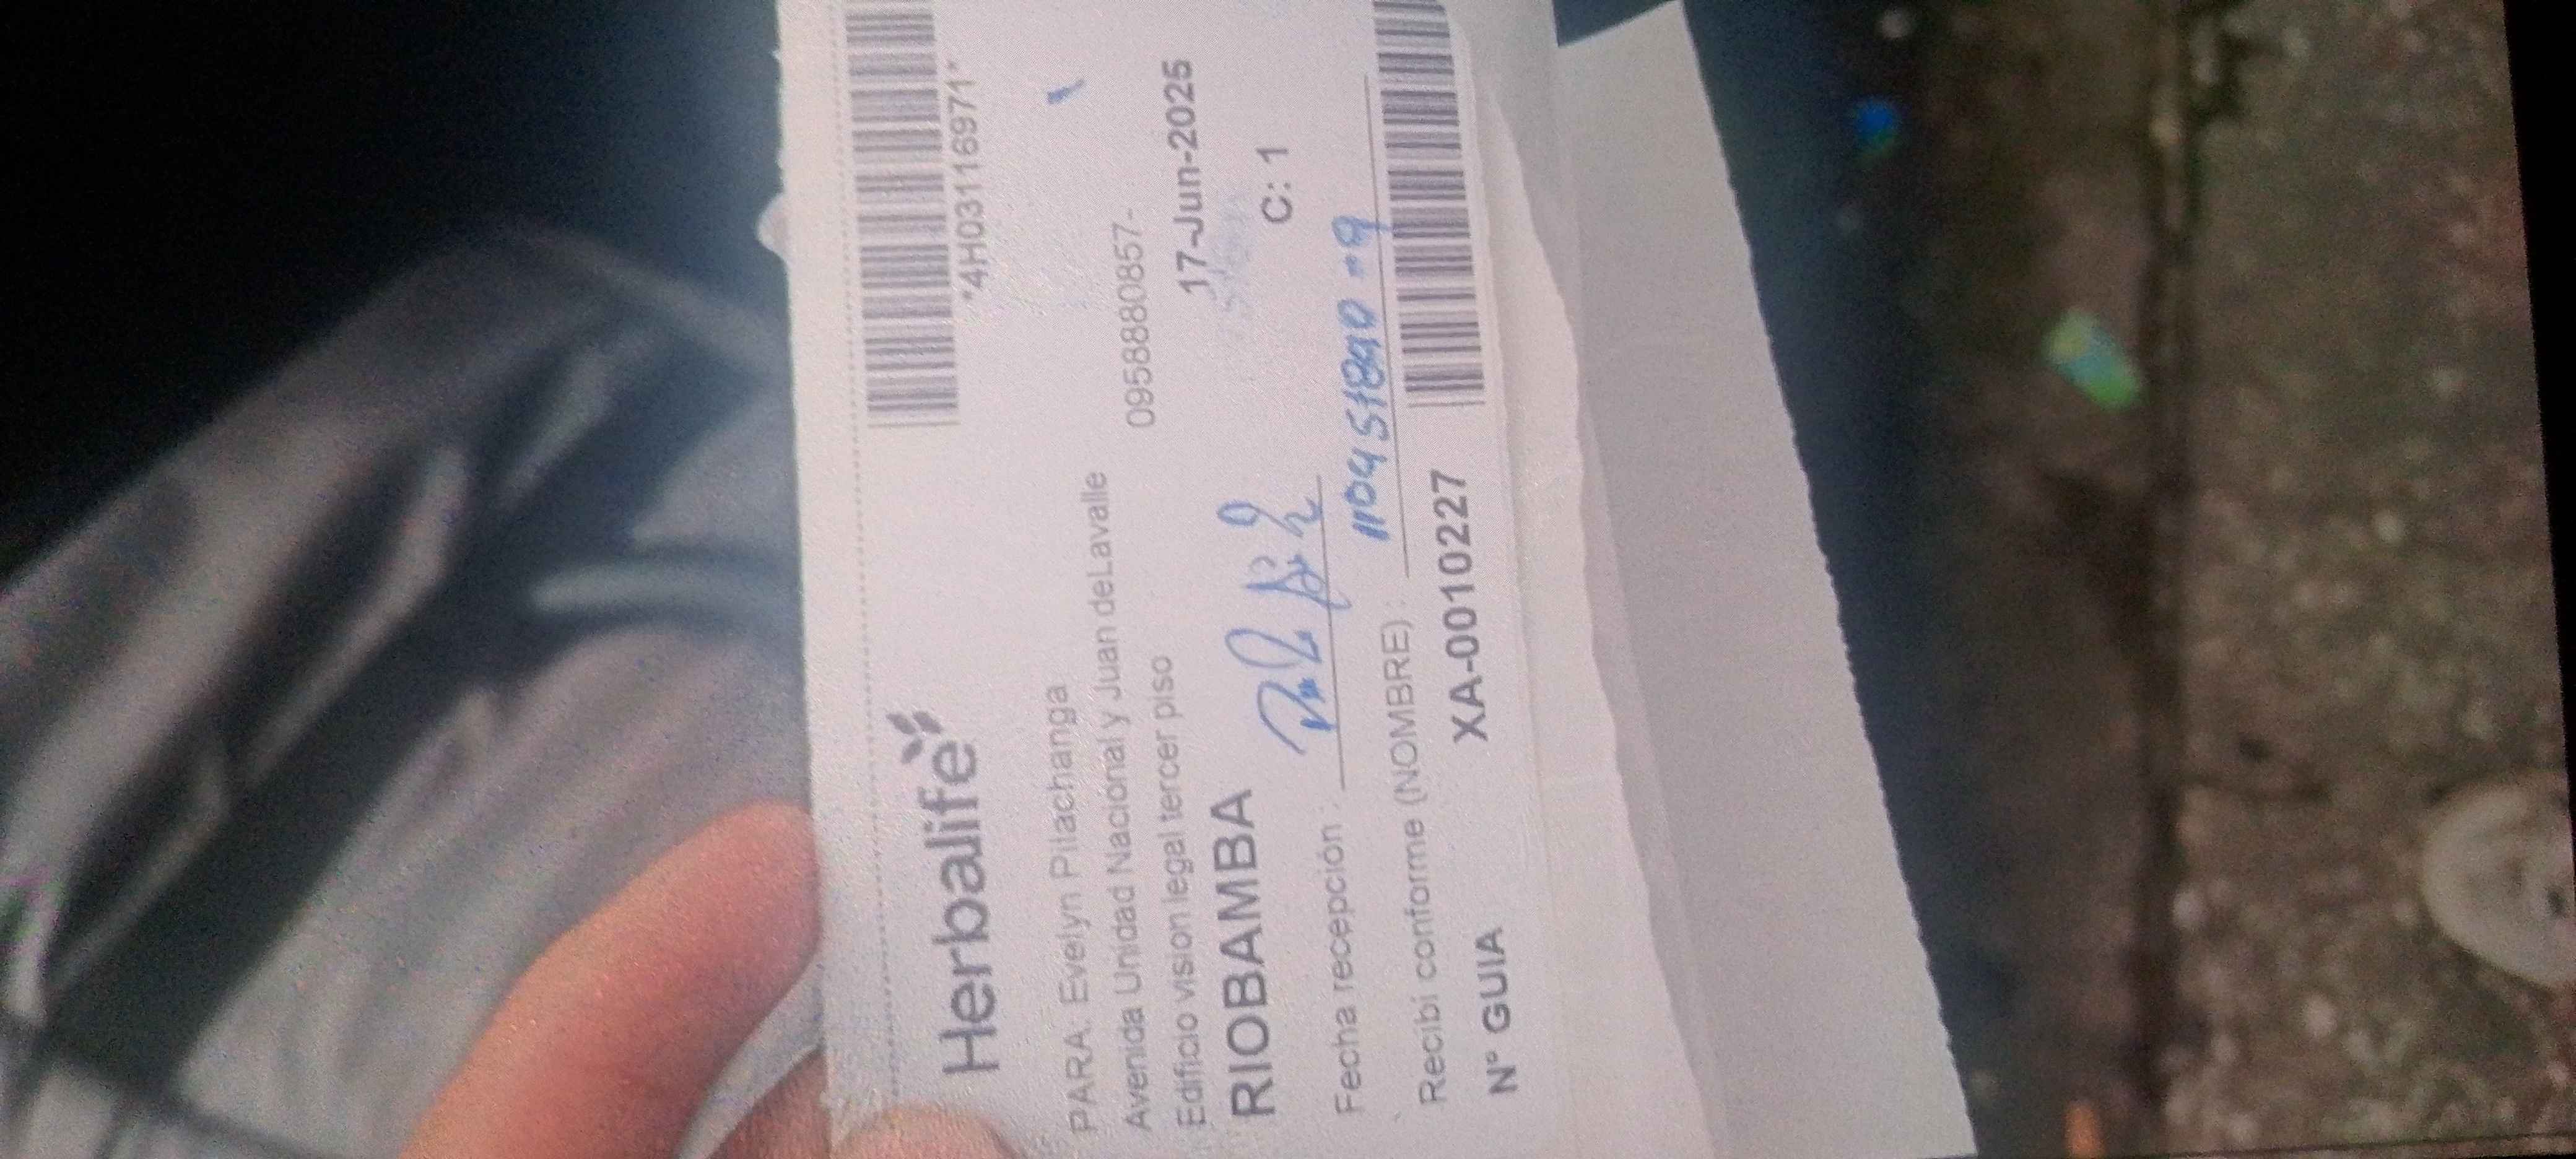 *4H03116971*
Herbalife
PARA. Evelyn Pilachanga
Avenida Unidad Nacional y Juan deLavalle
0958880857-
Edificio vision legal tercer piso
17-Jun-2025
RIOBAMBA
C: 1
Fecha recepción :
Recibí conforme (NOMBRE) :
N° GUIA XA-0010227